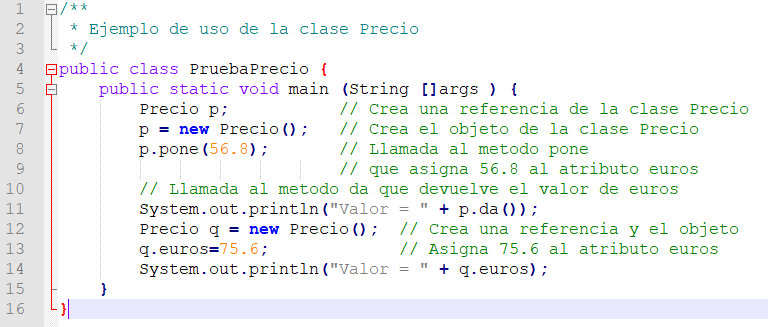 1 /**
2  * Ejemplo de uso de la clase Precio
3  */
4 public class PruebaPrecio {
5     public static void main (String []args ) {
6         Precio p;           // Crea una referencia de la clase Precio
7         p = new Precio();   // Crea el objeto de la clase Precio
8         p.pone(56.8);       // Llamada al metodo pone
9                             // que asigna 56.8 al atributo euros
10         // Llamada al metodo da que devuelve el valor de euros
11         System.out.println("Valor = " + p.da());
12         Precio q = new Precio();  // Crea una referencia y el objeto
13         q.euros=75.6;             // Asigna 75.6 al atributo euros
14         System.out.println("Valor = " + q.euros);
15     }
16 }